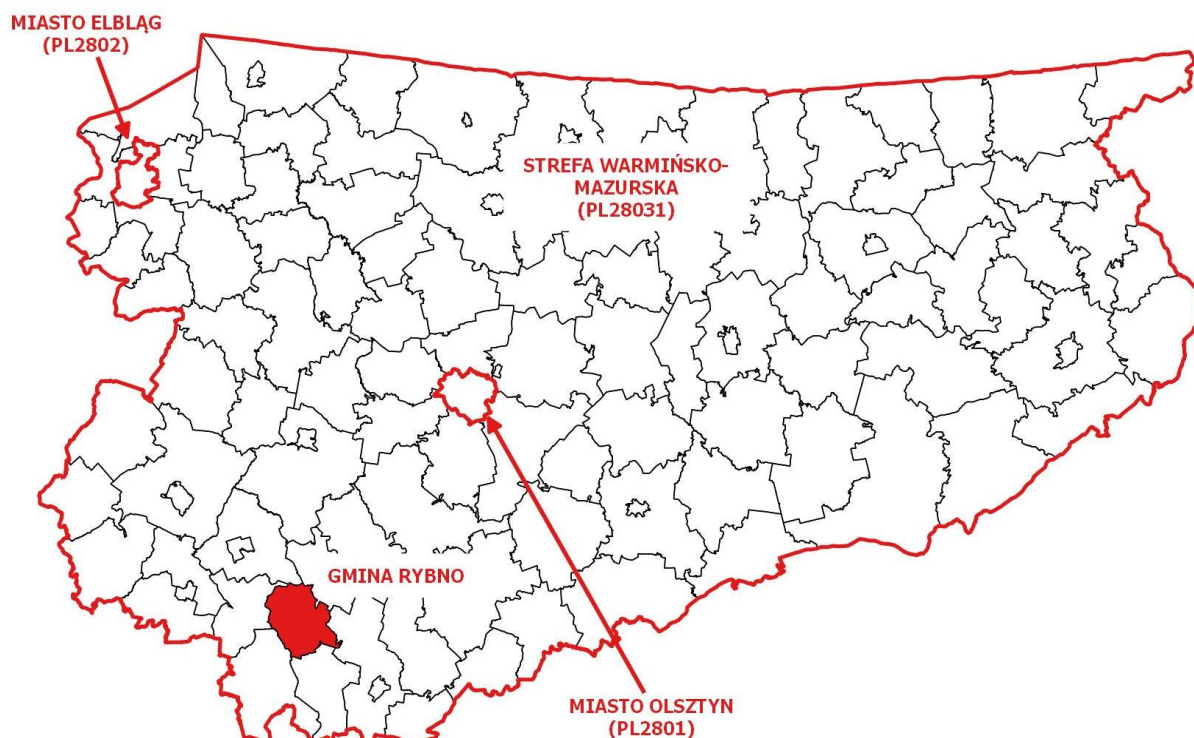 MIASTO ELBLĄG
(PL2802)
STREFA WARMIŃSKO-
MAZURSKA
(PL28031)
GMINA RYBNO
MIASTO OLSZTYN
(PL2801)